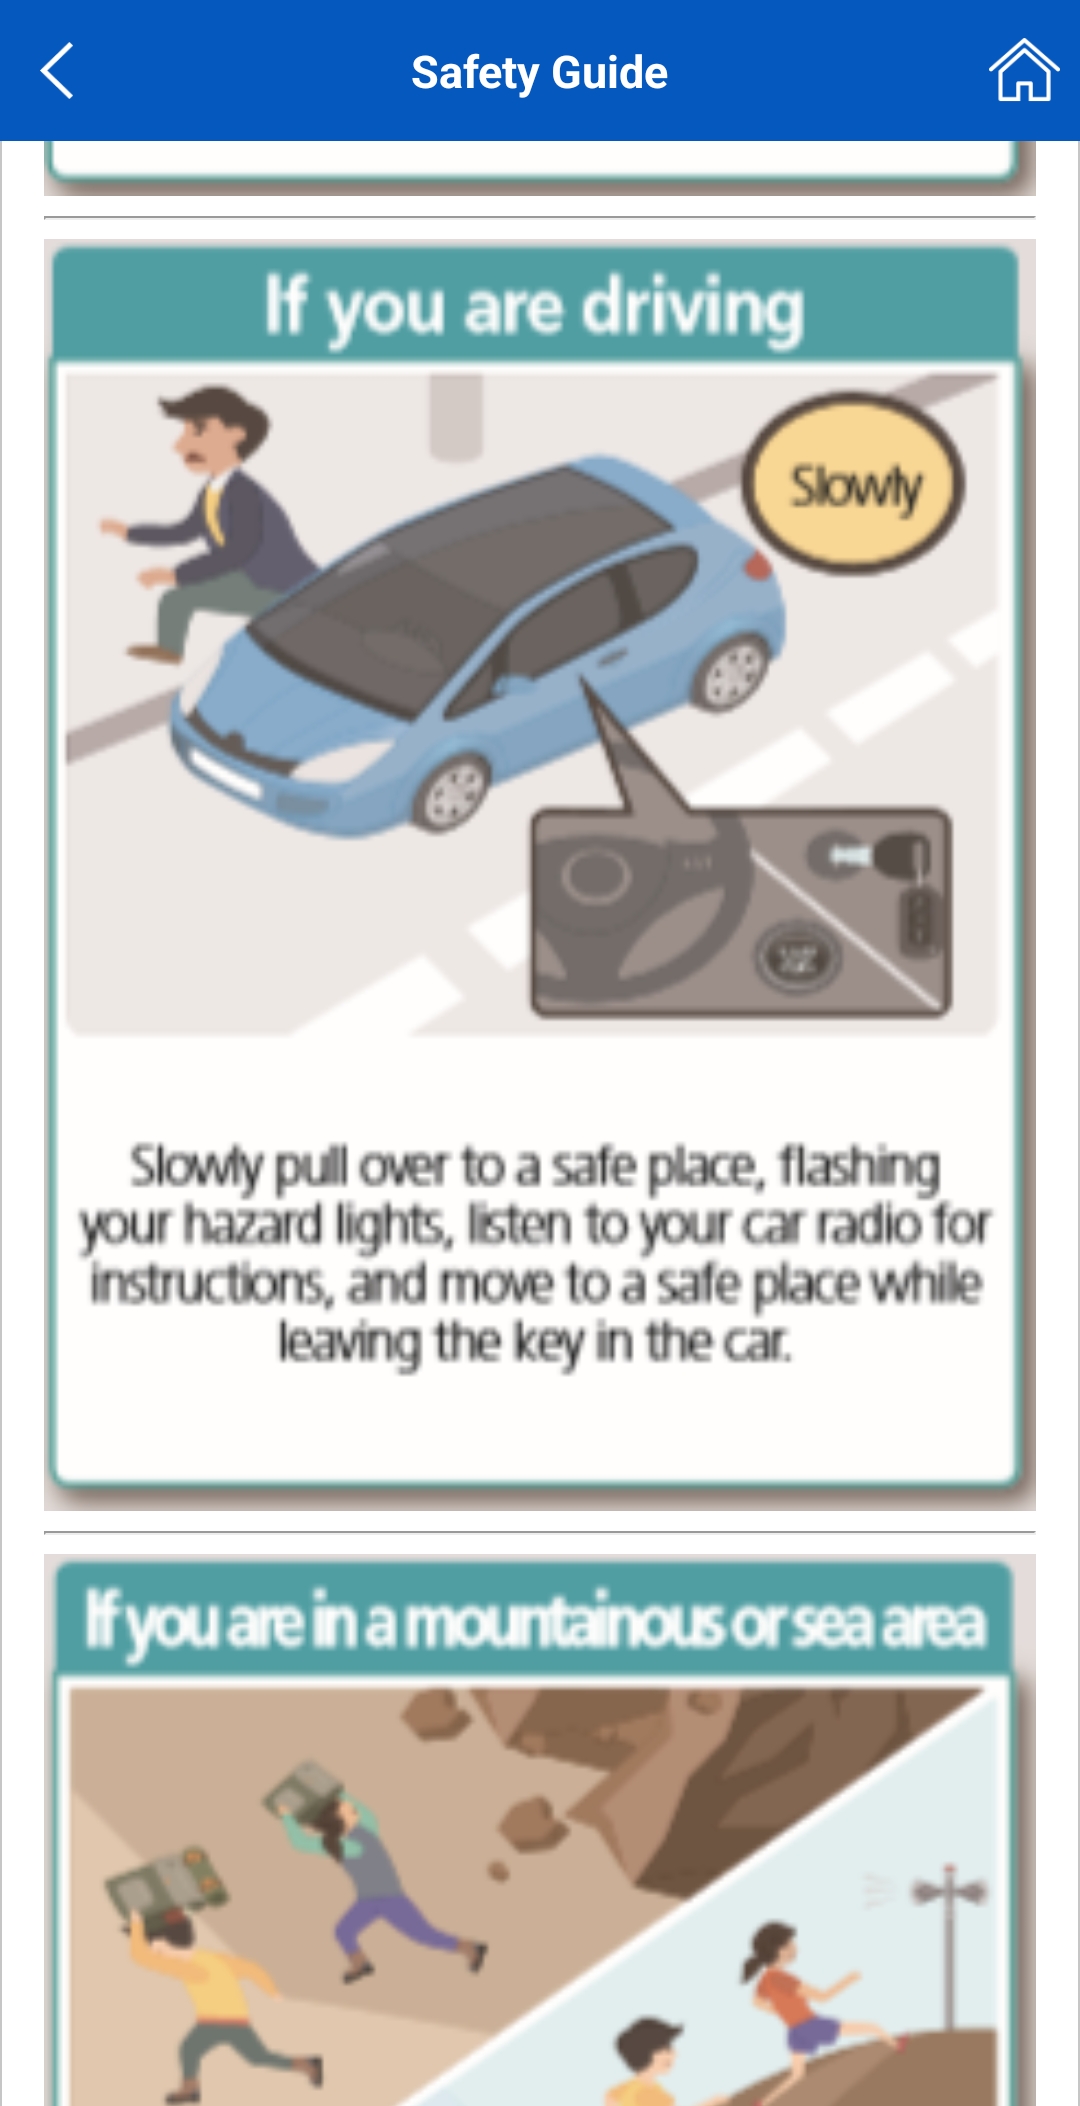 Safety Guide
If you are driving
Slowly
Slowly pull over to a safe place, flashing
your hazard lights, listen to your car radio for
instructions, and move to a safe place while
leaving the key in the car.
If you are in a mountainous or sea area